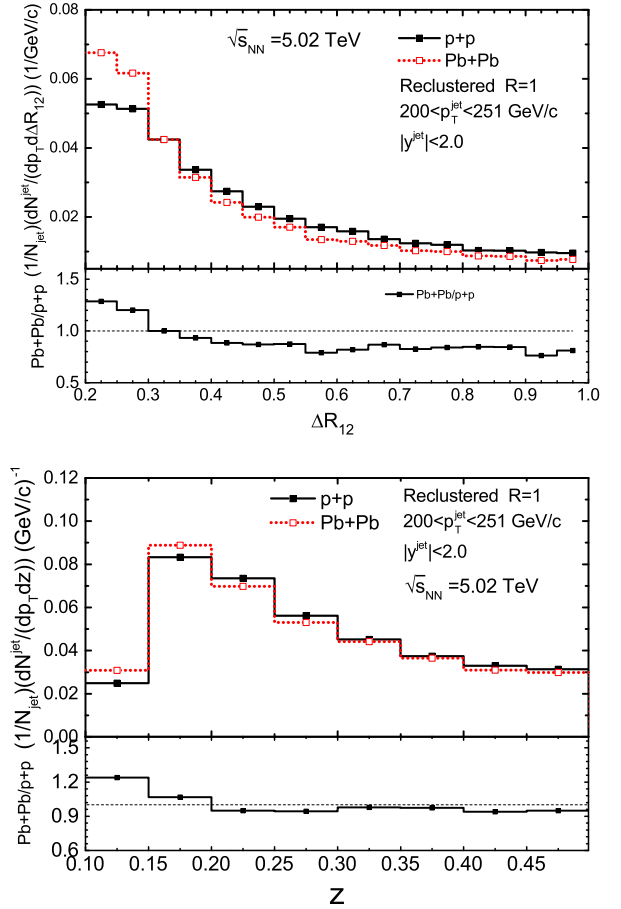 (1/N_jet)(dN^jet/(dp_T dΔR_12)) (1/GeV/c)
0.08
0.06
0.04
0.02
√s_NN =5.02 TeV
p+p
Pb+Pb
Reclustered R=1
200<p_T^jet<251 GeV/c
|y^jet|<2.0
Pb+Pb/p+p
1.5
1.0
0.5
Pb+Pb/p+p
0.2 0.3 0.4 0.5 0.6 0.7 0.8 0.9 1.0
ΔR_12
(1/N_jet)(dN^jet/(dp_T dz)) (GeV/c)^-1
0.12
0.10
0.08
0.06
0.04
0.02
0.00
p+p
Pb+Pb
Reclustered R=1
200<p_T^jet<251 GeV/c
|y^jet|<2.0
√s_NN =5.02 TeV
Pb+Pb/p+p
1.5
1.2
0.9
0.6
0.10 0.15 0.20 0.25 0.30 0.35 0.40 0.45
z